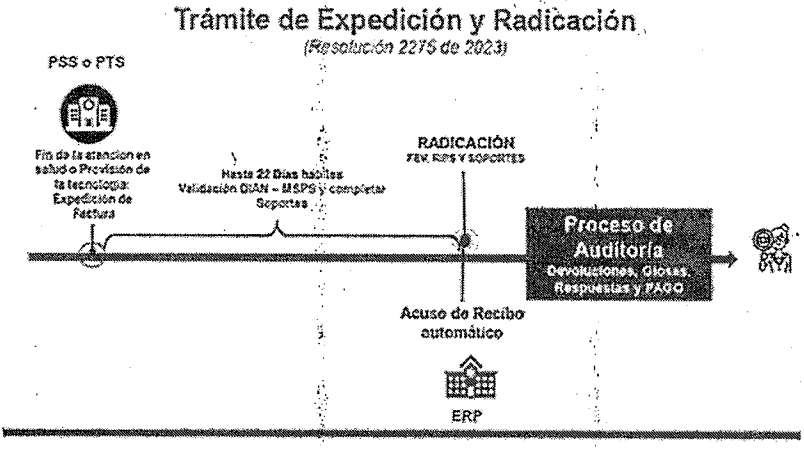 Trámite de Expedición y Radicación
(Resolución 2275 de 2023)
PSS o PTS
Fin de la atencion en
salud o Provisión de
la tecnología:
Expedición de
Factura
Hasta 22 Días hábiles
Validación DIAN – MSPS y completar
Soportes
RADICACIÓN
FEV, RIPS Y SOPORTES
Acuso de Recibo
automático
ERP
Proceso de
Auditoría
Devoluciones, Glosas,
Respuestas y PAGO